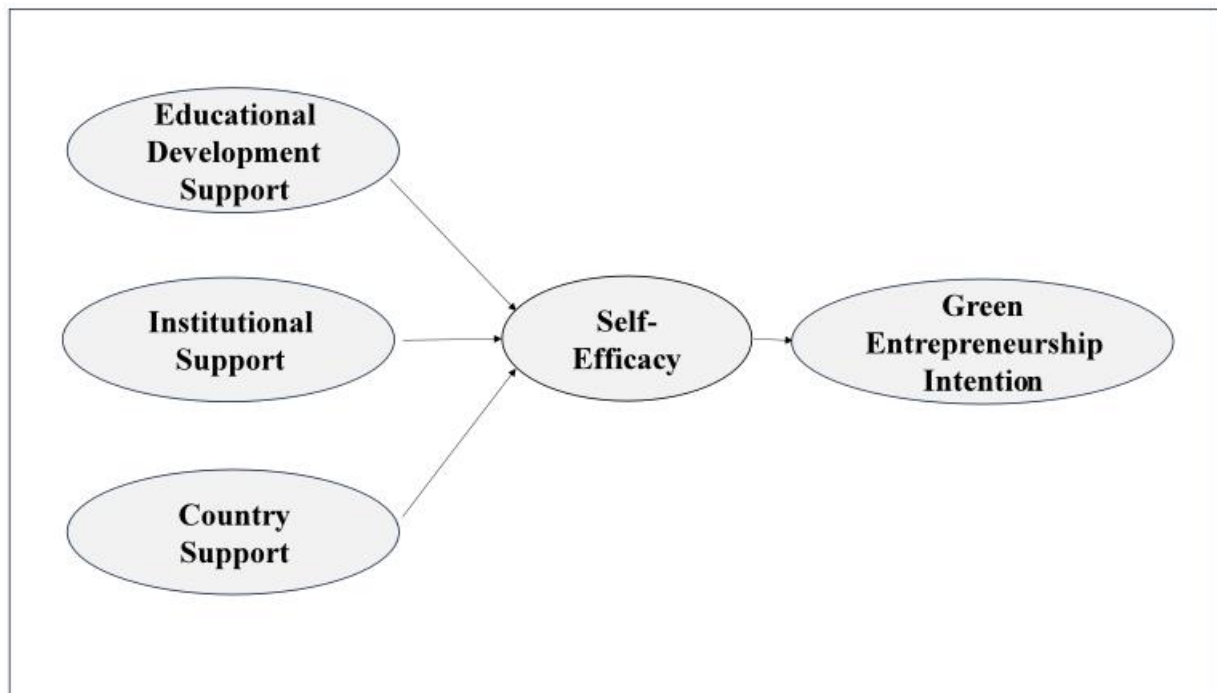 Educational
Development
Support
Institutional
Support
Country
Support
Self-
Efficacy
Green
Entrepreneurship
Intention